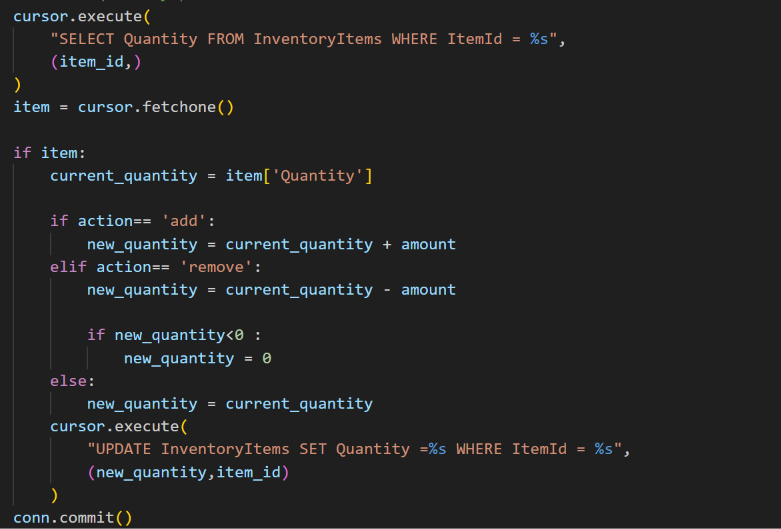 cursor.execute(
    "SELECT Quantity FROM InventoryItems WHERE ItemId = %s",
    (item_id,)
)
item = cursor.fetchone()

if item:
    current_quantity = item['Quantity']

    if action== 'add':
        new_quantity = current_quantity + amount
    elif action== 'remove':
        new_quantity = current_quantity - amount

        if new_quantity<0 :
            new_quantity = 0
    else:
        new_quantity = current_quantity
    cursor.execute(
        "UPDATE InventoryItems SET Quantity =%s WHERE ItemId = %s",
        (new_quantity,item_id)
    )
conn.commit()